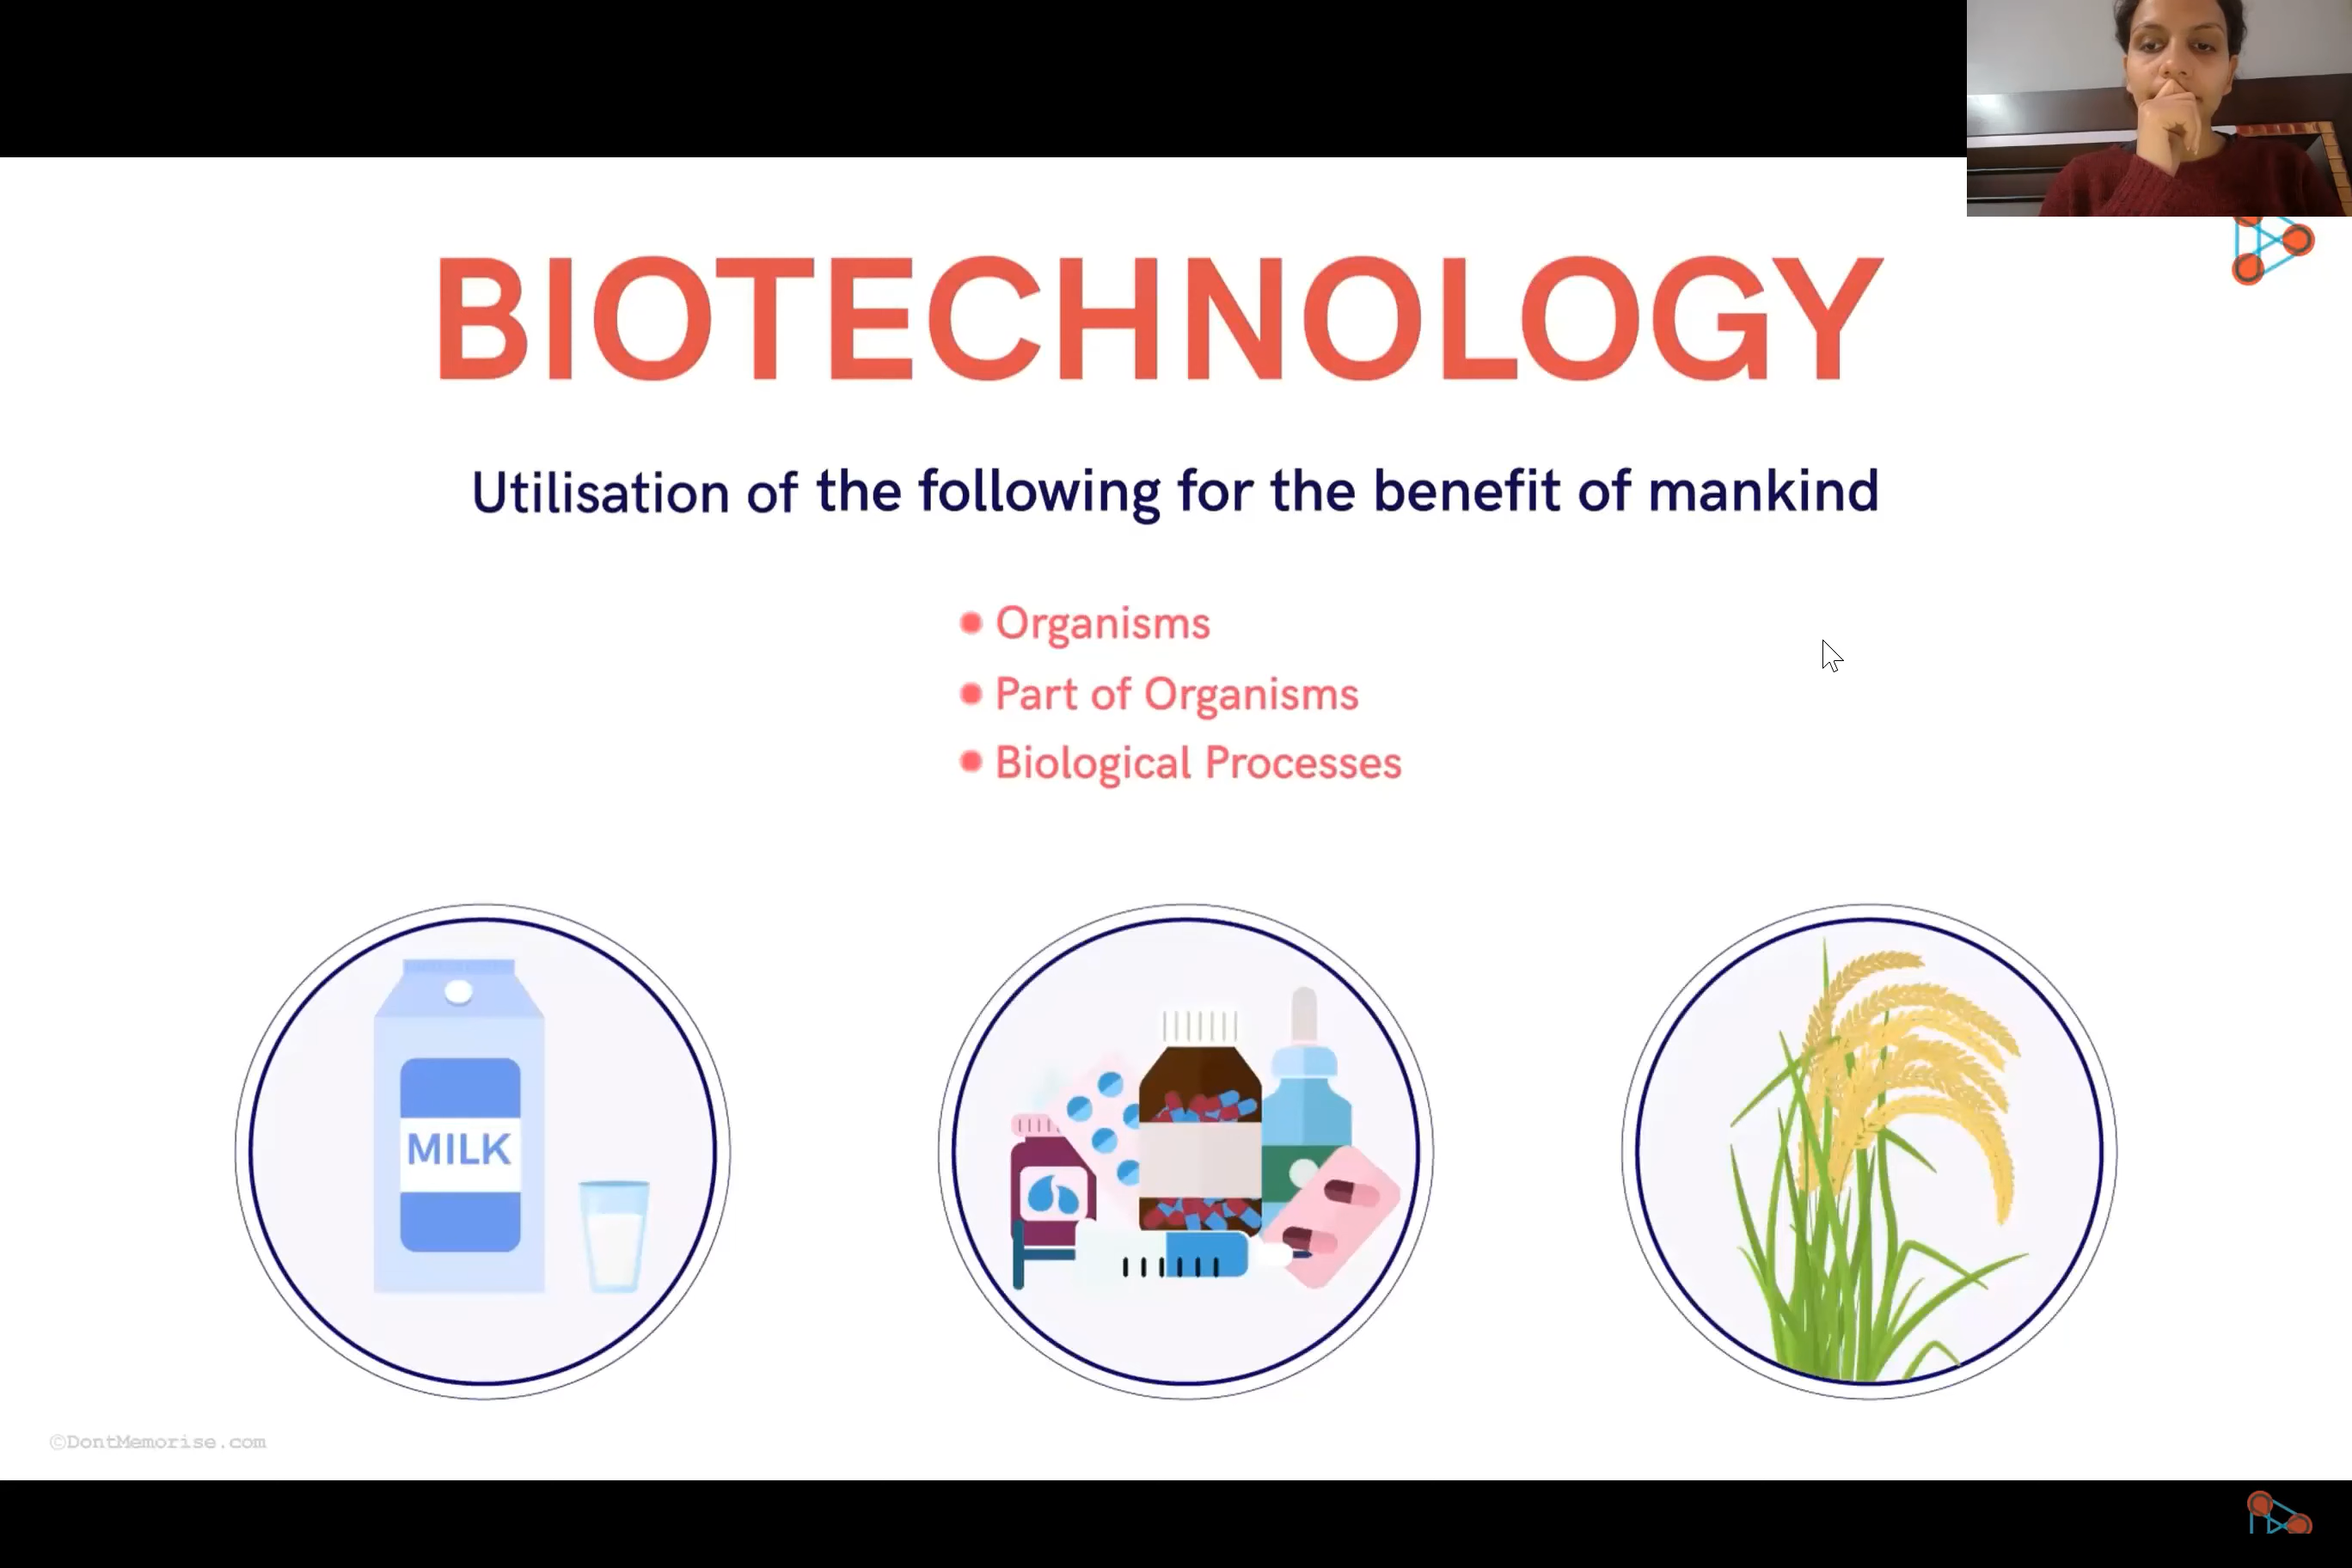 BIOTECHNOLOGY
Utilisation of the following for the benefit of mankind
Organisms
Part of Organisms
Biological Processes
MILK
©DontMemorise.com